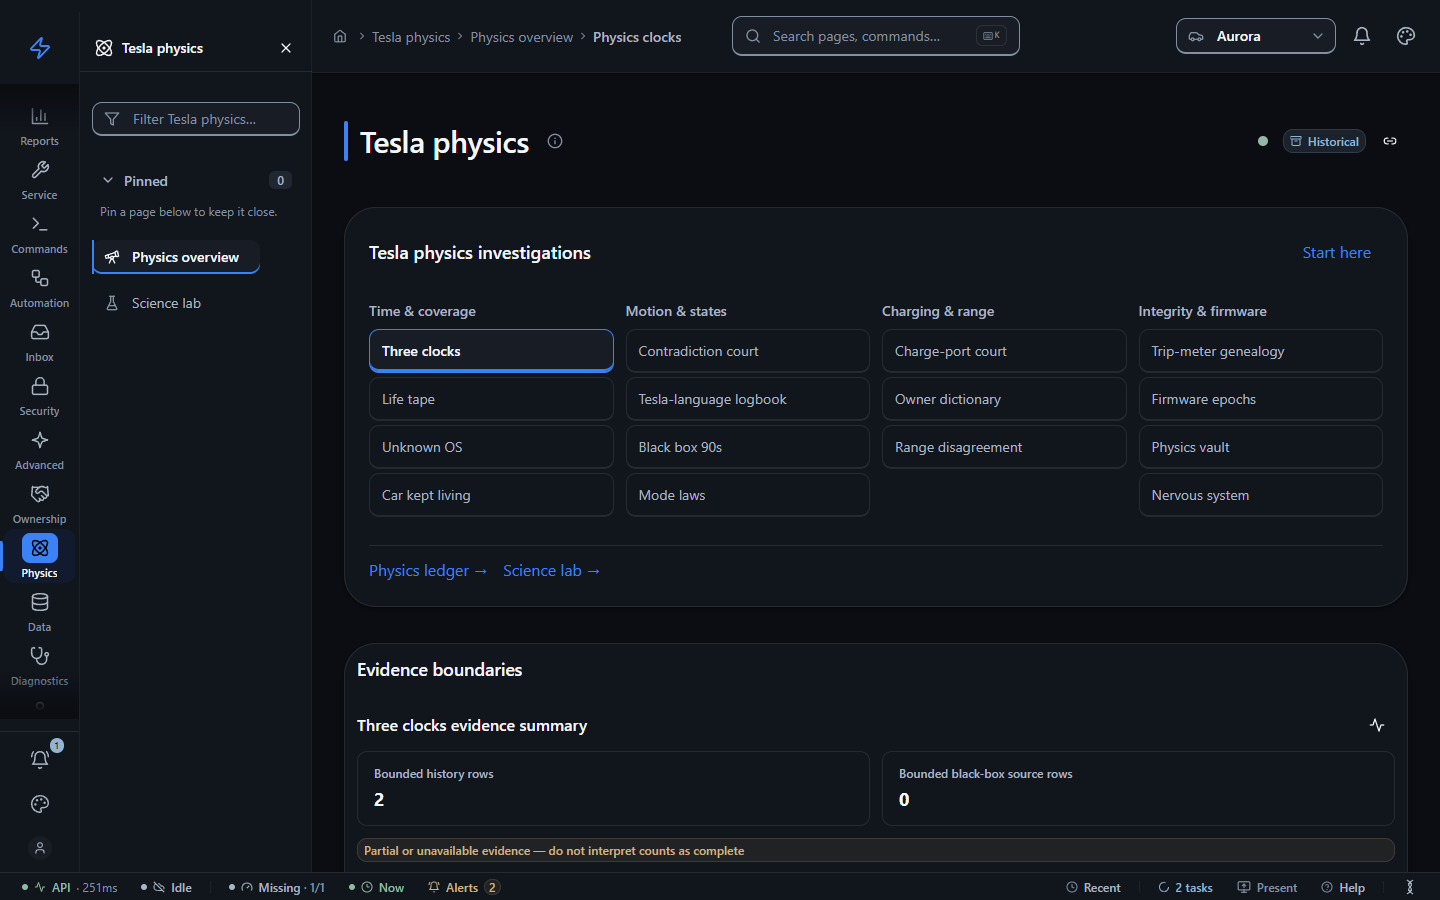 Tesla physics
Tesla physics
Physics overview
Physics clocks
Search pages, commands...
K
Aurora
Reports
Service
Commands
Automation
Inbox
Security
Advanced
Ownership
Physics
Data
Diagnostics
1
Filter Tesla physics...
Pinned
0
Pin a page below to keep it close.
Physics overview
Science lab
Tesla physics
Historical
Tesla physics investigations
Start here
Time & coverage
Three clocks
Life tape
Unknown OS
Car kept living
Motion & states
Contradiction court
Tesla-language logbook
Black box 90s
Mode laws
Charging & range
Charge-port court
Owner dictionary
Range disagreement
Integrity & firmware
Trip-meter genealogy
Firmware epochs
Physics vault
Nervous system
Physics ledger →
Science lab →
Evidence boundaries
Three clocks evidence summary
Bounded history rows
2
Bounded black-box source rows
0
Partial or unavailable evidence — do not interpret counts as complete
API · 251ms
Idle
Missing · 1/1
Now
Alerts 2
Recent
2 tasks
Present
Help